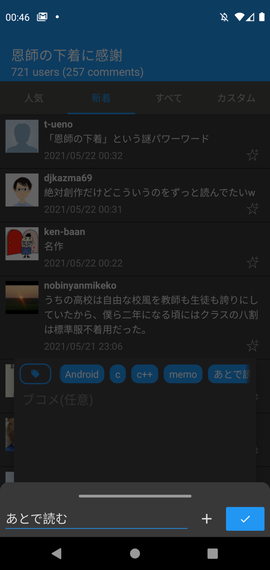 00:46
恩師の下着に感謝
721 users (257 comments)
人気 新着 すべて カスタム
t-ueno
「恩師の下着」という謎パワーワード
2021/05/22 00:32
djkazma69
絶対創作だけどこういうのをずっと読んでたいw
2021/05/22 00:31
ken-baan
名作
2021/05/22 00:22
nobinyanmikeko
うちの高校は自由な校風を教師も生徒も誇りにし
ていたから、僕ら二年になる頃にはクラスの八割
は標準服不着用だった。
2021/05/21 23:06
Android c c++ memo あとで読
ブコメ(任意)
あとで読む